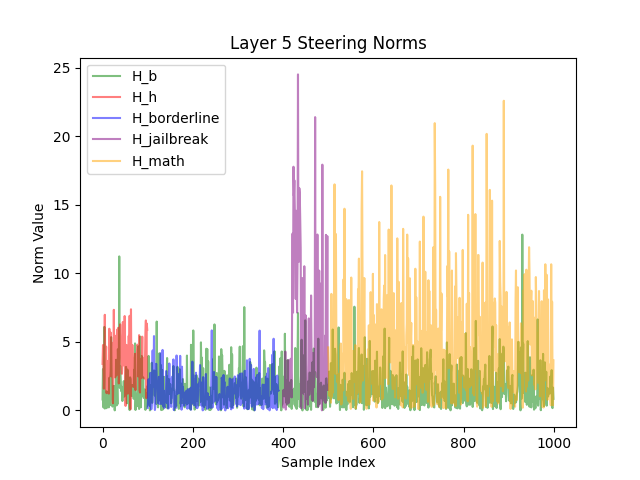 Layer 5 Steering Norms
H_b
H_h
H_borderline
H_jailbreak
H_math
Norm Value
25
20
15
10
5
0
0 200 400 600 800 1000
Sample Index